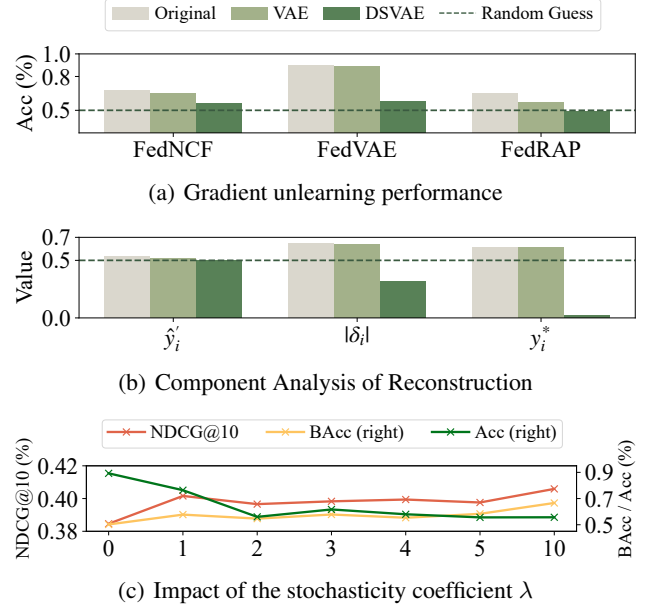 Original VAE DSVAE Random Guess
Acc (%)
1.0
0.8
0.5
FedNCF FedVAE FedRAP
(a) Gradient unlearning performance
Value
0.7
0.5
0.0
ŷ′ᵢ |δᵢ| y*ᵢ
(b) Component Analysis of Reconstruction
NDCG@10 BAcc (right) Acc (right)
NDCG@10 (%)
0.42
0.40
0.38
0.9
0.7
0.5
BAcc / Acc (%)
0 1 2 3 4 5 10
(c) Impact of the stochasticity coefficient λ